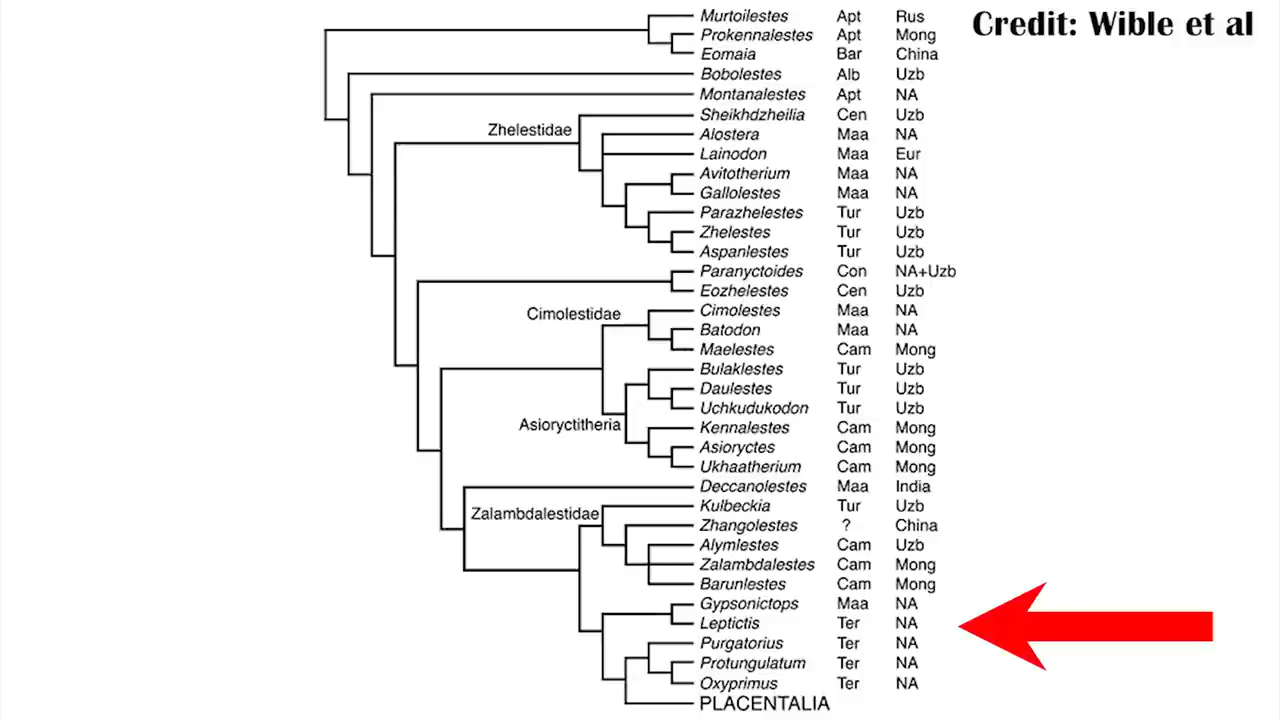 Credit: Wible et al
Murtoilestes Apt Rus
Prokennalestes Apt Mong
Eomaia Bar China
Bobolestes Alb Uzb
Montanalestes Apt NA
Zhelestidae
Sheikhdzheilia Cen Uzb
Alostera Maa NA
Lainodon Maa Eur
Avitotherium Maa NA
Gallolestes Maa NA
Parazhelestes Tur Uzb
Zhelestes Tur Uzb
Aspanlestes Tur Uzb
Paranyctoides Con NA+Uzb
Eozhelestes Cen Uzb
Cimolestidae
Cimolestes Maa NA
Batodon Maa NA
Maelestes Cam Mong
Bulaklestes Tur Uzb
Daulestes Tur Uzb
Uchkudukodon Tur Uzb
Asioryctitheria
Kennalestes Cam Mong
Asioryctes Cam Mong
Ukhaatherium Cam Mong
Deccanolestes Maa India
Zalambdalestidae
Kulbeckia Tur Uzb
Zhangolestes ? China
Alymlestes Cam Uzb
Zalambdalestes Cam Mong
Barunlestes Cam Mong
Gypsonictops Maa NA
Leptictis Ter NA
Purgatorius Ter NA
Protungulatum Ter NA
Oxyprimus Ter NA
PLACENTALIA